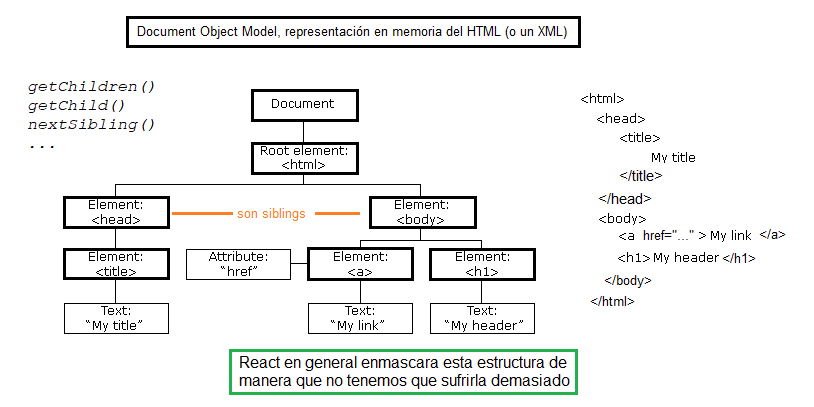 Document Object Model, representación en memoria del HTML (o un XML)
getChildren()
getChild()
nextSibling()
...
Document
Root element:
<html>
Element:
<head>
son siblings
Element:
<body>
Element:
<title>
Attribute:
“href”
Element:
<a>
Element:
<h1>
Text:
“My title”
Text:
“My link”
Text:
“My header”
<html>
<head>
<title>
My title
</title>
</head>
<body>
<a href="..." > My link </a>
<h1> My header </h1>
</body>
</html>
React en general enmascara esta estructura de
manera que no tenemos que sufrirla demasiado